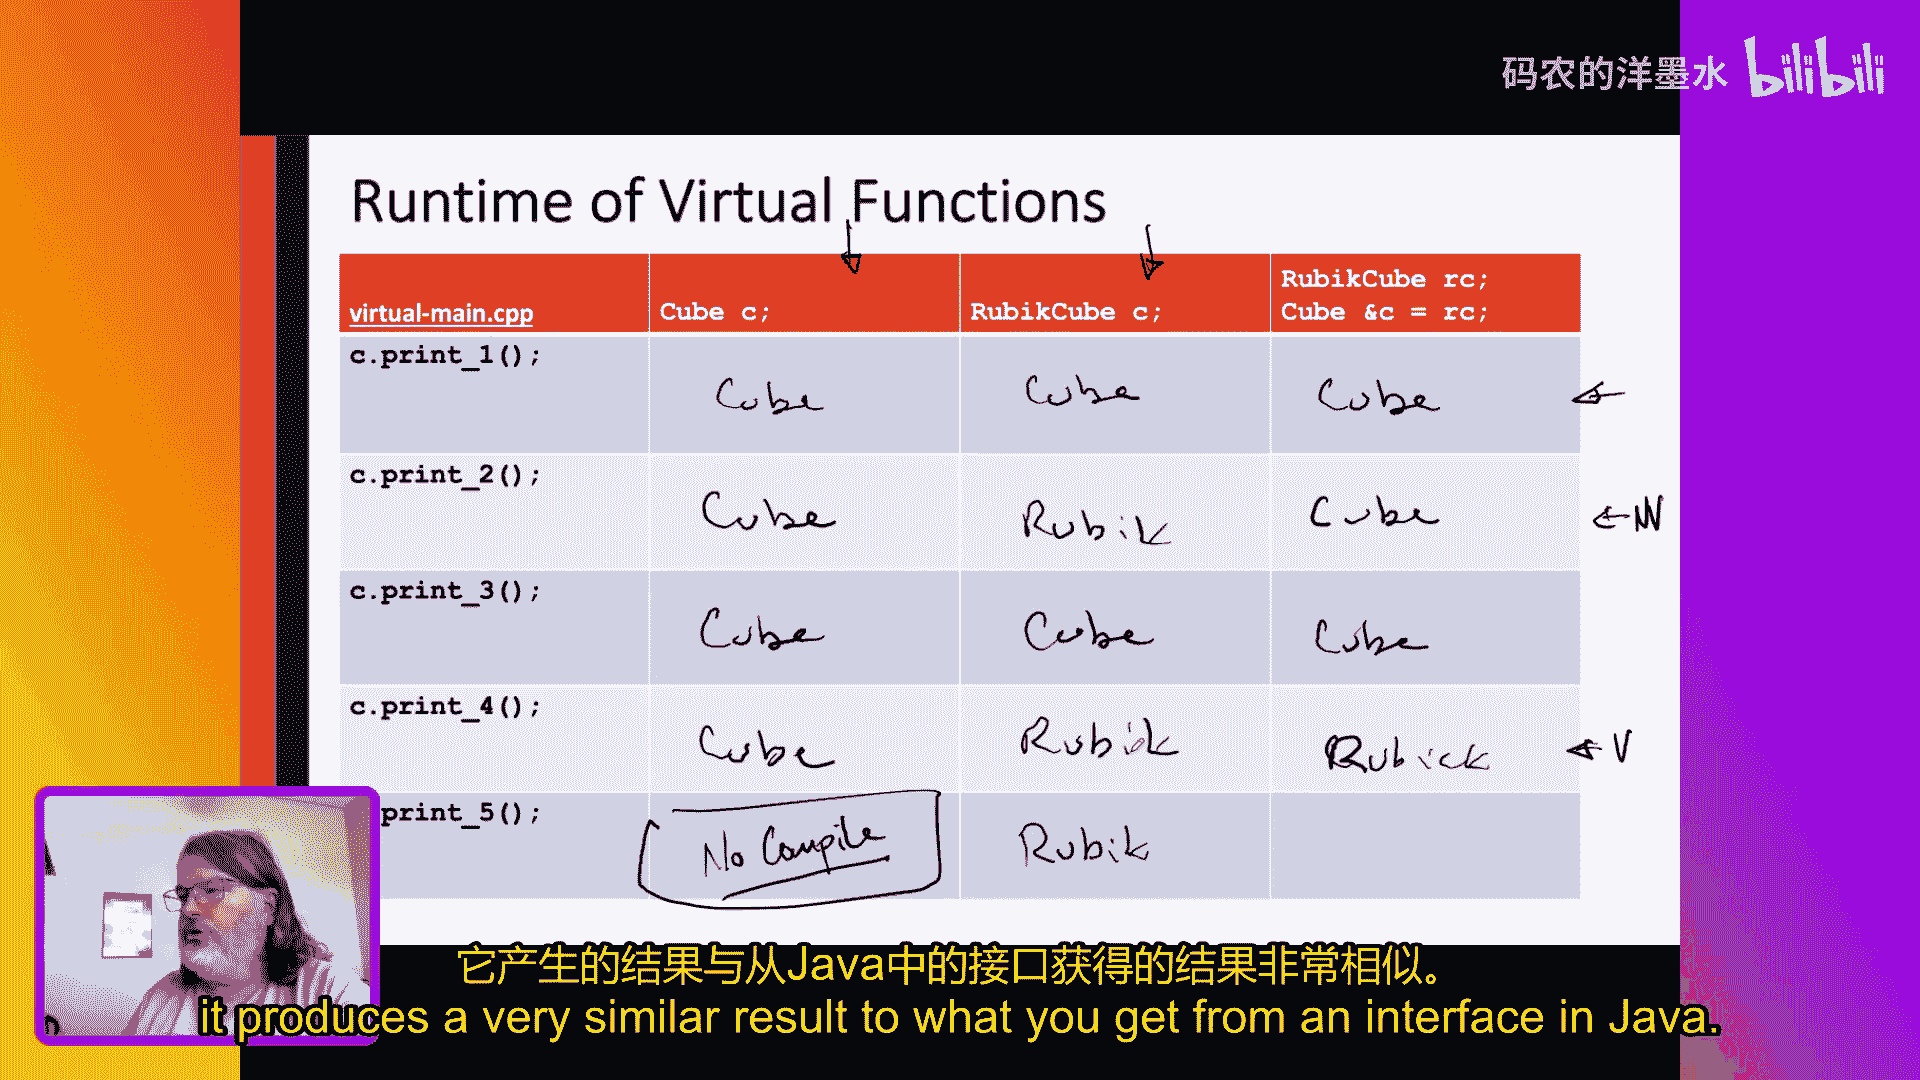 码农的洋墨水 bilibili
Runtime of Virtual Functions
virtual-main.cpp
Cube c;
RubikCube c;
RubikCube rc;
Cube &c = rc;
c.print_1();
Cube
Cube
Cube
c.print_2();
Cube
Rubik
Cube
NV
c.print_3();
Cube
Cube
Cube
c.print_4();
Cube
Rubik
Rubick
V
print_5();
No Compile
Rubik
它产生的结果与从Java中的接口获得的结果非常相似。
it produces a very similar result to what you get from an interface in Java.